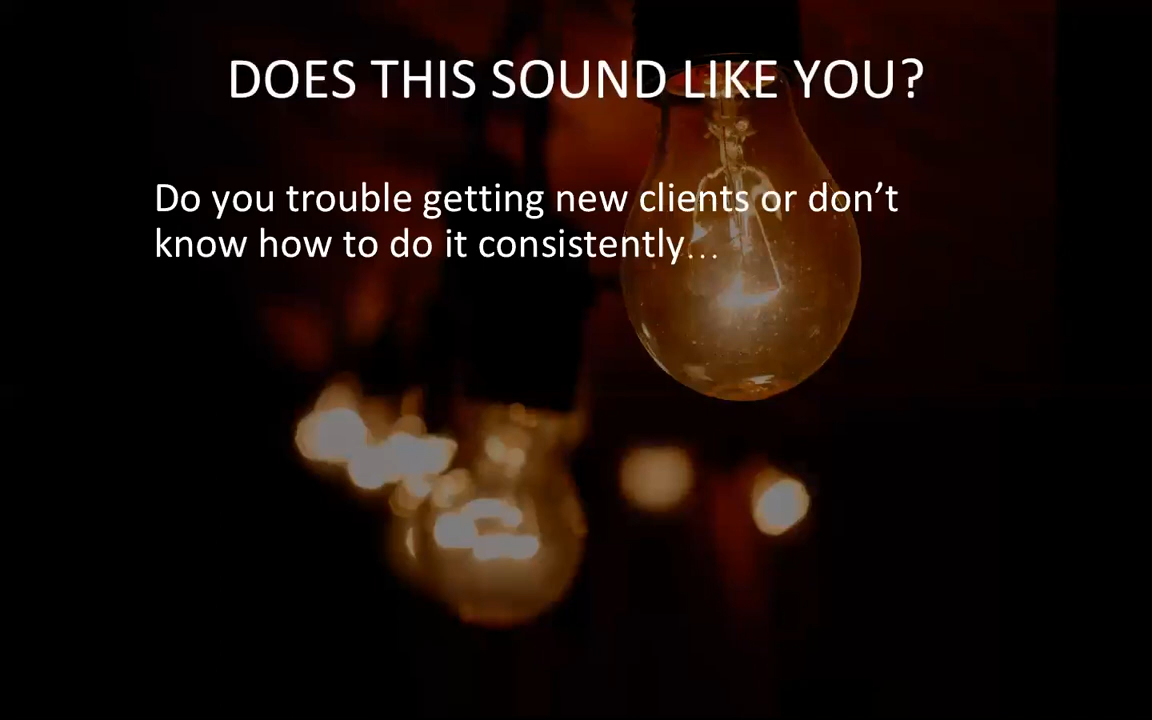 DOES THIS SOUND LIKE YOU?
Do you trouble getting new clients or don’t
know how to do it consistently…